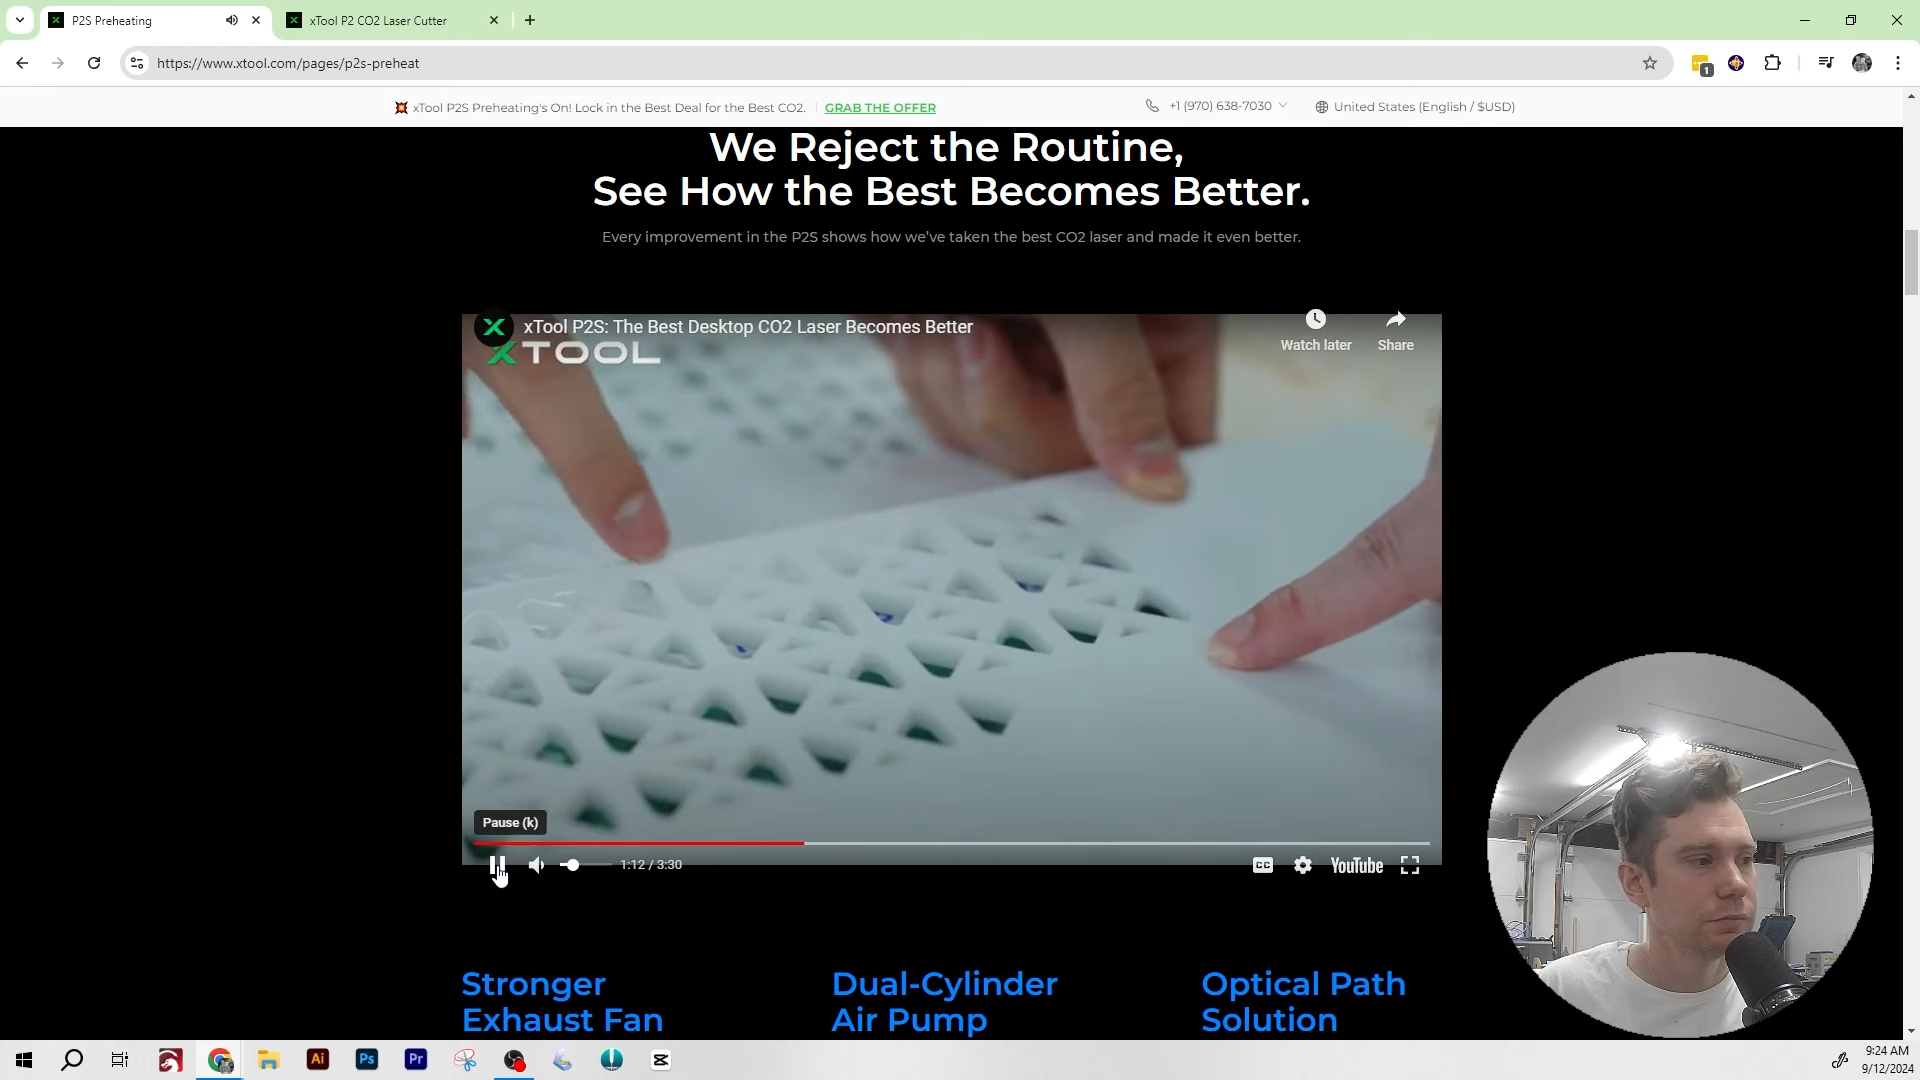 P2S Preheating
xTool P2 CO2 Laser Cutter
https://www.xtool.com/pages/p2s-preheat
1
xTool P2S Preheating's On! Lock in the Best Deal for the Best CO2.
GRAB THE OFFER
+1 (970) 638-7030
United States (English / $USD)
We Reject the Routine,
See How the Best Becomes Better.
Every improvement in the P2S shows how we've taken the best CO2 laser and made it even better.
xTool P2S: The Best Desktop CO2 Laser Becomes Better
XTOOL
Watch later
Share
Pause (k)
1:12 / 3:30
CC
YouTube
Stronger
Exhaust Fan
Dual-Cylinder
Air Pump
Optical Path
Solution
Ai
Ps
Pr
9:24 AM
9/12/2024